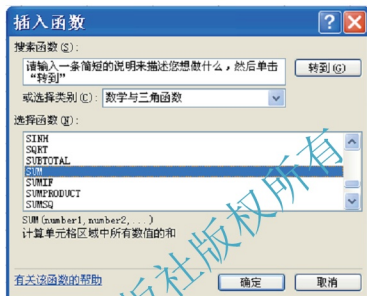 插入函数
搜索函数(S):
请输入一条简短的说明来描述您想做什么，然后单击
“转到”
转到(G)
或选择类别(C): 数学与三角函数
选择函数(N):
SINH
SQRT
SUBTOTAL
SUM
SUMIF
SUMPRODUCT
SUMSQ
SUM(number1,number2,...)
计算单元格区域中所有数值的和
有关该函数的帮助
确定
取消
版社版权所有